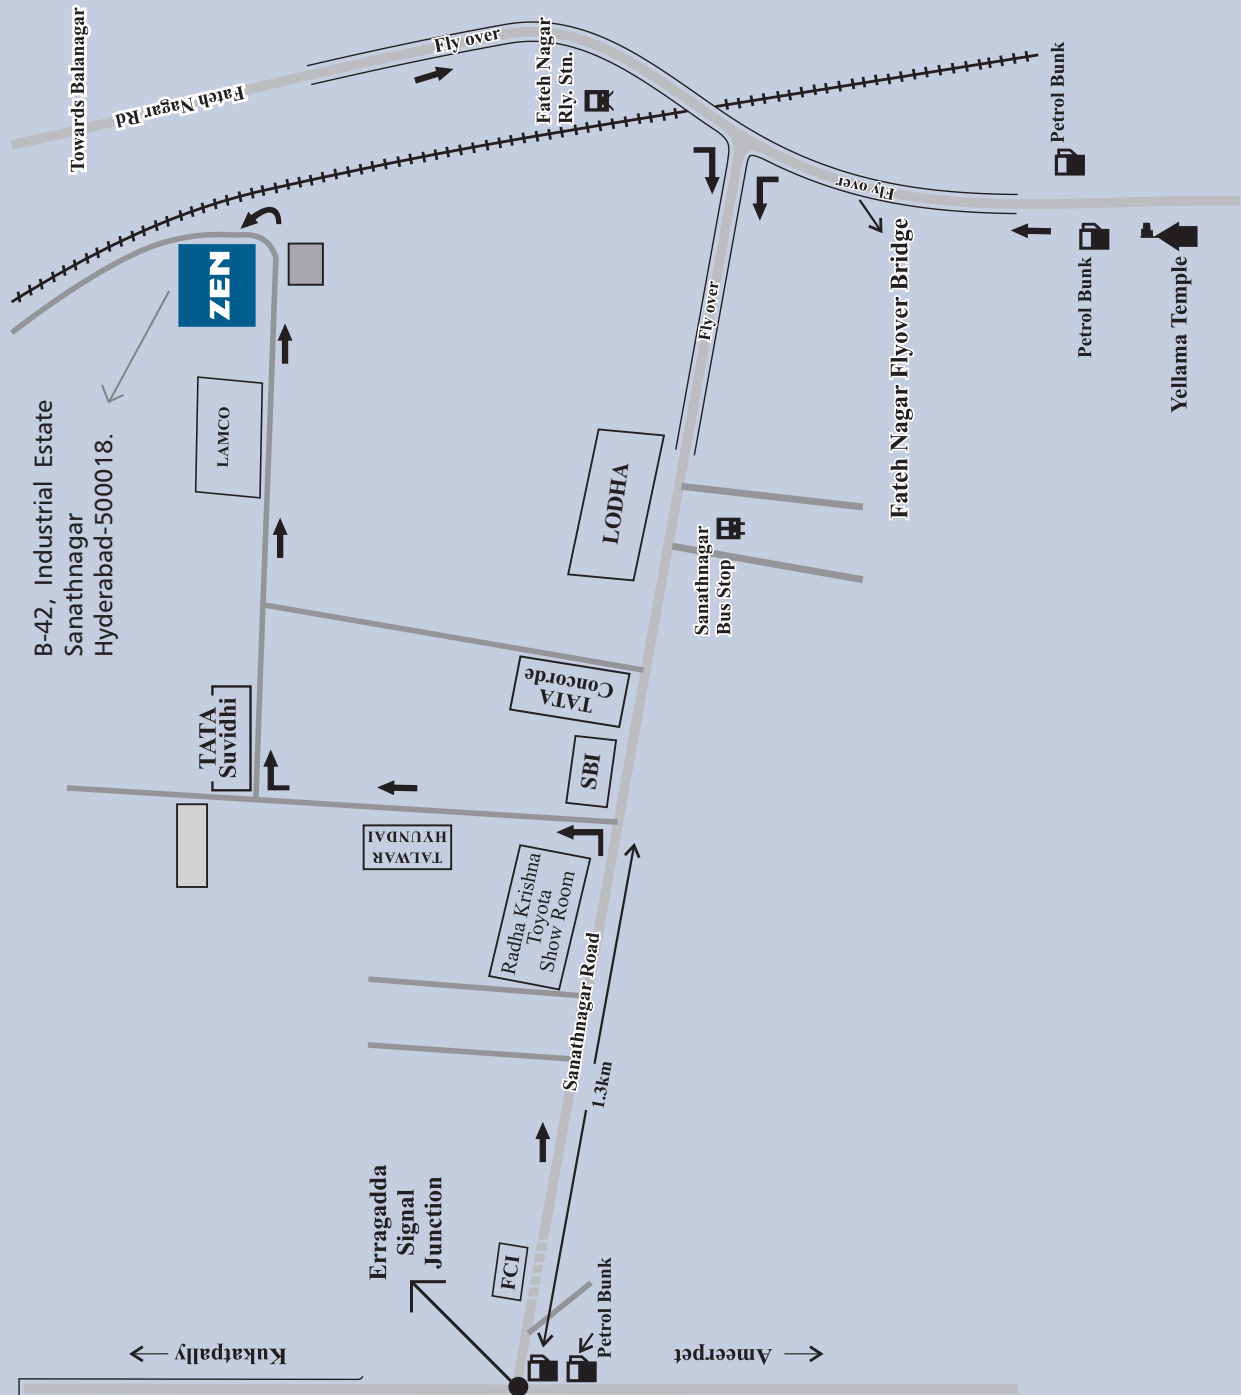 Towards Balanagar
Fateh Nagar Rd
Fly over
Fateh Nagar
Rly. Stn.
Petrol Bunk
Fly over
ZEN
Fly over
Petrol Bunk
Yellama Temple
Fateh Nagar Flyover Bridge
B-42, Industrial Estate
Sanathnagar
Hyderabad-500018.
LAMCO
LODHA
Sanathnagar
Bus Stop
TATA
Concorde
TATA
Suvidhi
SBI
TALWAR
HYUNDAI
Radha Krishna
Toyota
Show Room
Sanathnagar Road
1.3km
Erragadda
Signal
Junction
FCI
Petrol Bunk
Kukatpally
Ameerpet